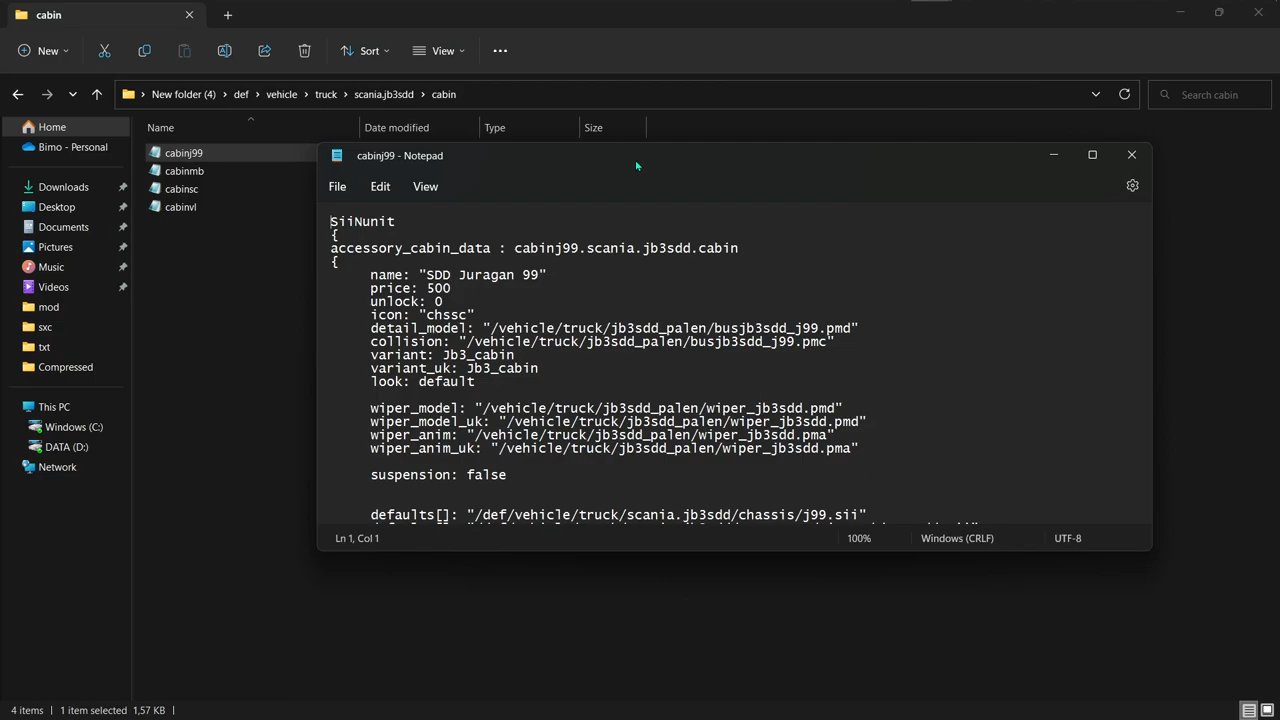 cabin
New
Sort
View
New folder (4) > def > vehicle > truck > scania.jb3sdd > cabin
Search cabin
Home
Bimo - Personal
Downloads
Desktop
Documents
Pictures
Music
Videos
mod
sxc
txt
Compressed
This PC
Windows (C:)
DATA (D:)
Network
Name
Date modified
Type
Size
cabinj99
cabinmb
cabinsc
cabinvl
cabinj99 - Notepad
File
Edit
View
SiiNunit
{
accessory_cabin_data : cabinj99.scania.jb3sdd.cabin
{
name: "SDD Juragan 99"
price: 500
unlock: 0
icon: "chssc"
detail_model: "/vehicle/truck/jb3sdd_palen/busjb3sdd_j99.pmd"
collision: "/vehicle/truck/jb3sdd_palen/busjb3sdd_j99.pmc"
variant: Jb3_cabin
variant_uk: Jb3_cabin
look: default
wiper_model: "/vehicle/truck/jb3sdd_palen/wiper_jb3sdd.pmd"
wiper_model_uk: "/vehicle/truck/jb3sdd_palen/wiper_jb3sdd.pmd"
wiper_anim: "/vehicle/truck/jb3sdd_palen/wiper_jb3sdd.pma"
wiper_anim_uk: "/vehicle/truck/jb3sdd_palen/wiper_jb3sdd.pma"
suspension: false
defaults[]: "/def/vehicle/truck/scania.jb3sdd/chassis/j99.sii"
Ln 1, Col 1
100%
Windows (CRLF)
UTF-8
4 items
1 item selected 1,57 KB